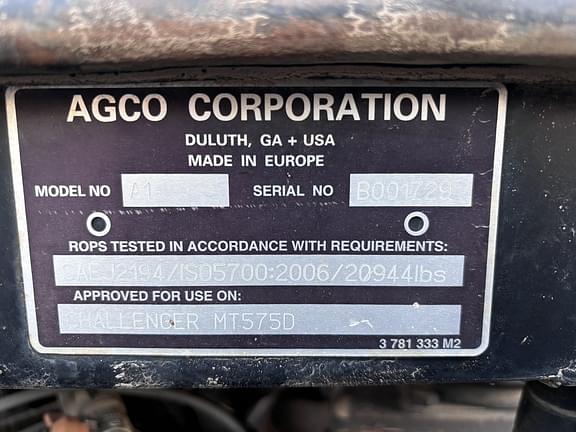 AGCO CORPORATION
DULUTH, GA + USA
MADE IN EUROPE
MODEL NO A1 SERIAL NO B001729
ROPS TESTED IN ACCORDANCE WITH REQUIREMENTS:
SAE J2194/ISO5700:2006/20944lbs
APPROVED FOR USE ON:
CHALLENGER MT575D
3 781 333 M2